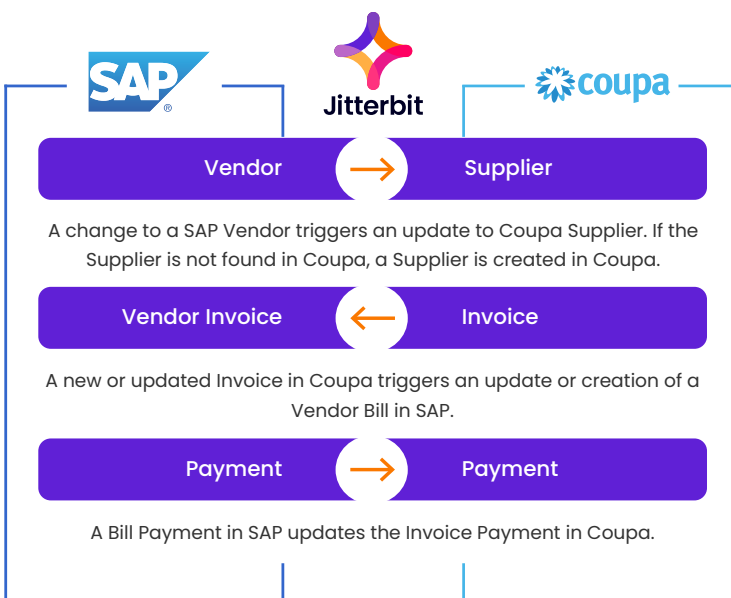 SAP®
Jitterbit
coupa
Vendor → Supplier
A change to a SAP Vendor triggers an update to Coupa Supplier. If the
Supplier is not found in Coupa, a Supplier is created in Coupa.
Vendor Invoice ← Invoice
A new or updated Invoice in Coupa triggers an update or creation of a
Vendor Bill in SAP.
Payment → Payment
A Bill Payment in SAP updates the Invoice Payment in Coupa.